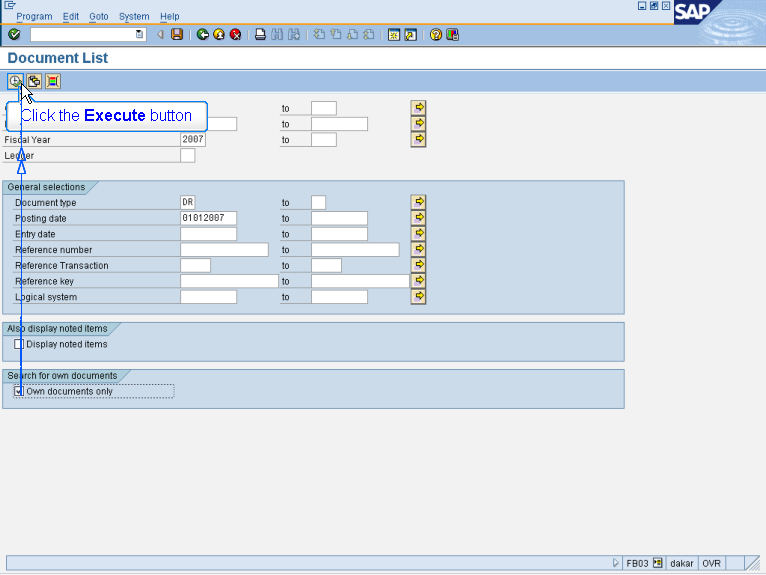 Program Edit Goto System Help
SAP
Document List
to
Click the Execute button
to
Fiscal Year 2007 to
Ledger
General selections
Document type DR to
Posting date 01012007 to
Entry date to
Reference number to
Reference Transaction to
Reference key to
Logical system to
Also display noted items
Display noted items
Search for own documents
Own documents only
FB03 dakar OVR